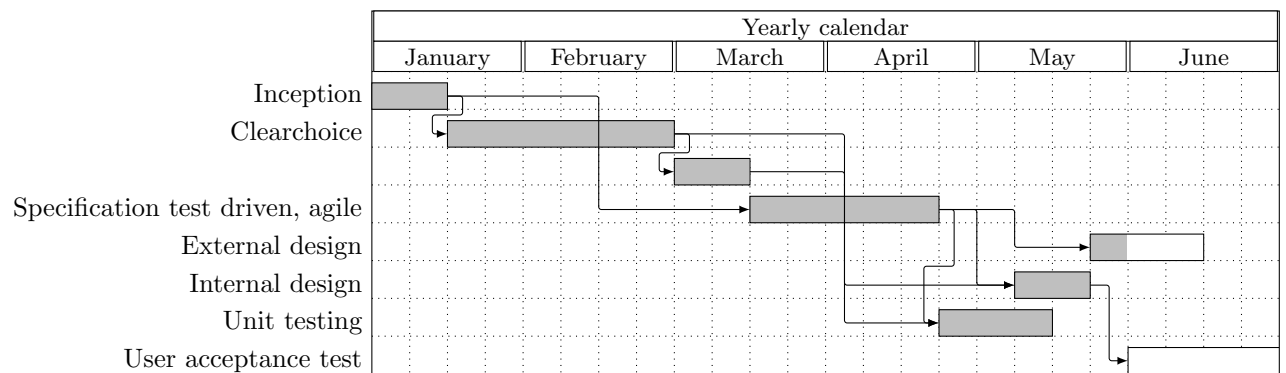 Yearly calendar
January February March April May June
Inception
Clearchoice
Specification test driven, agile
External design
Internal design
Unit testing
User acceptance test